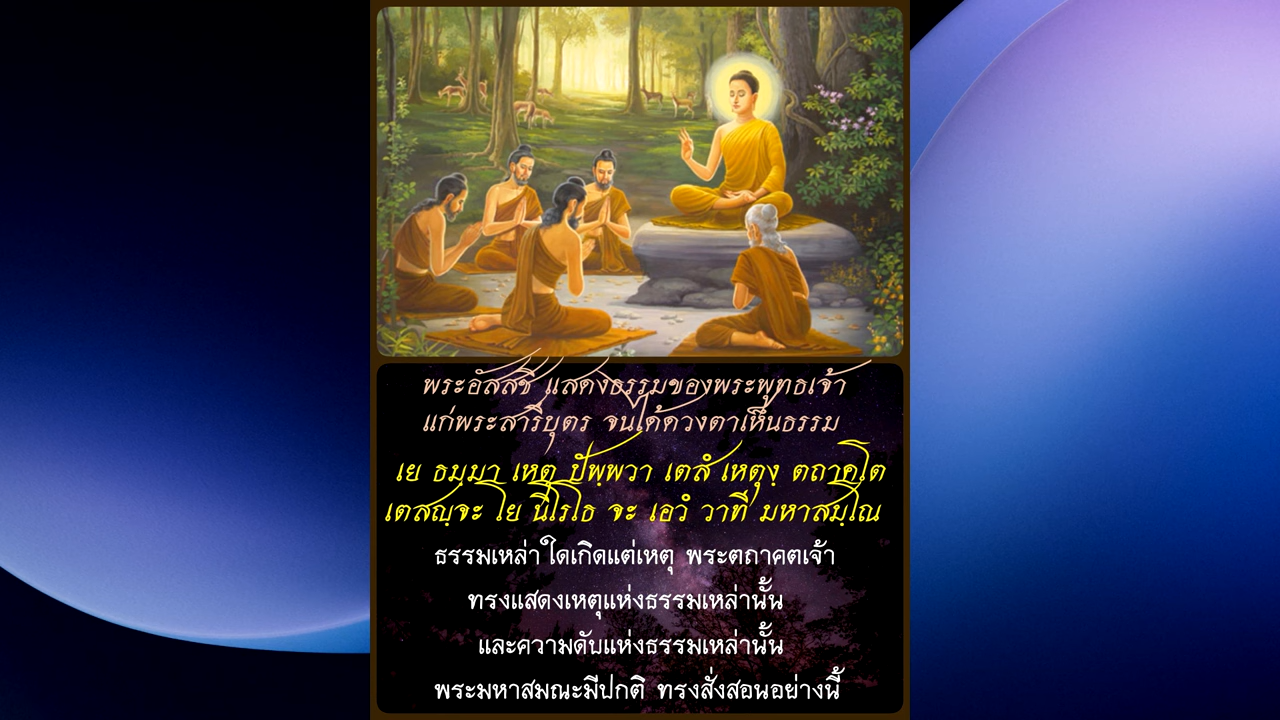 พระอัสสชิ แสดงธรรมของพระพุทธเจ้า
แก่พระสารีบุตร จนได้ดวงตาเห็นธรรม
เย ธมฺมา เหตุ ปัพฺพวา เตสํ เหตุงฺ ตถาคโต
เตสญฺจะ โย นิโรโธ จะ เอวํ วาที มหาสมฺโณ
ธรรมเหล่าใดเกิดแต่เหตุ พระตถาคตเจ้า
ทรงแสดงเหตุแห่งธรรมเหล่านั้น
และความดับแห่งธรรมเหล่านั้น
พระมหาสมณะมีปกติ ทรงสั่งสอนอย่างนี้